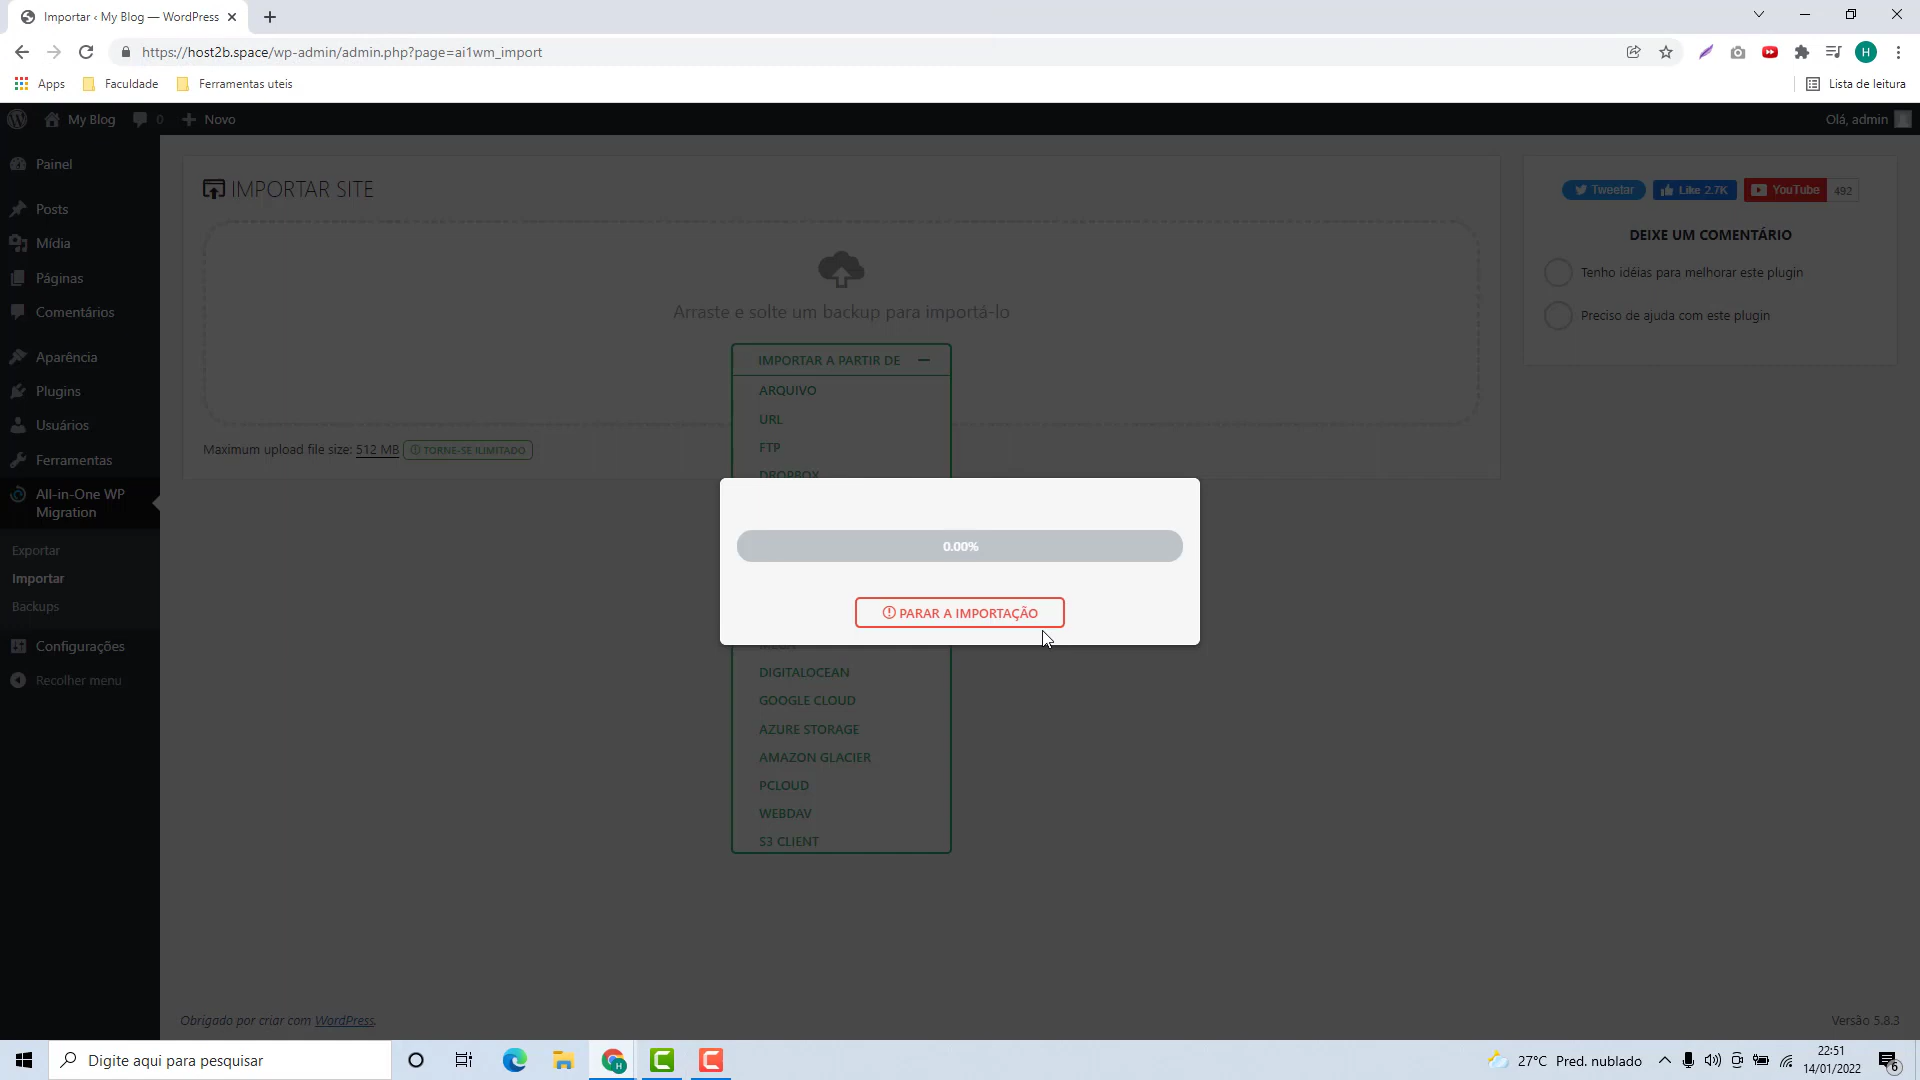 Importar ‹ My Blog — WordPress
https://host2b.space/wp-admin/admin.php?page=ai1wm_import
H
Apps
Faculdade
Ferramentas uteis
Lista de leitura
My Blog
0
Novo
Olá, admin
Painel
Posts
Mídia
Páginas
Comentários
Aparência
Plugins
Usuários
Ferramentas
All-in-One WP
Migration
Exportar
Importar
Backups
Configurações
Recolher menu
IMPORTAR SITE
Arraste e solte um backup para importá-lo
IMPORTAR A PARTIR DE
ARQUIVO
URL
FTP
DROPBOX
Maximum upload file size: 512 MB
TORNE-SE ILIMITADO
0.00%
PARAR A IMPORTAÇÃO
DIGITALOCEAN
GOOGLE CLOUD
AZURE STORAGE
AMAZON GLACIER
PCLOUD
WEBDAV
S3 CLIENT
Tweetar
Like 2.7K
YouTube
492
DEIXE UM COMENTÁRIO
Tenho idéias para melhorar este plugin
Preciso de ajuda com este plugin
Obrigado por criar com WordPress.
Versão 5.8.3
Digite aqui para pesquisar
27°C Pred. nublado
22:51
14/01/2022
6